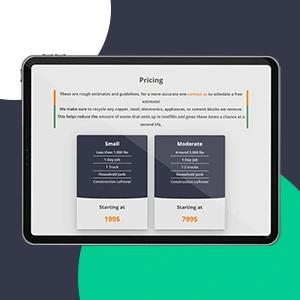 Pricing
These are rough estimates and guidelines, for a more accurate one contact us to schedule a free
estimate!
We make sure to recycle any copper, steel, electronics, appliances, or cement blocks we remove.
This helps reduce the amount of waste that ends up in landfills and gives these items a chance at a
second life.
Small
Less than 1,000 lbs
1-Day Job
1 Truck
Household Junk
Construction Leftover
Starting at
199$
Moderate
Around 5,000 lbs
1-Day Job
1-2 trucks
Household Junk
Construction Leftover
Starting at
799$